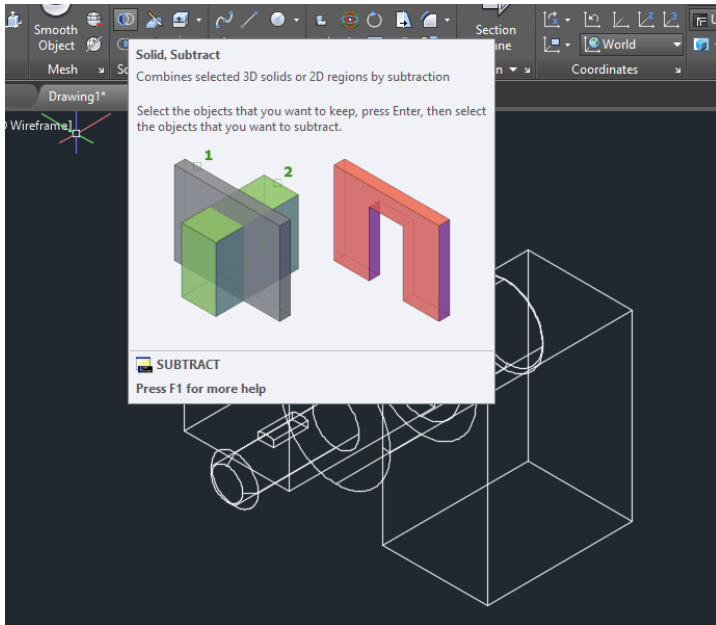 Smooth
Object
Section
World
Mesh
Coordinates
Drawing1*
Wireframe]
Solid, Subtract
Combines selected 3D solids or 2D regions by subtraction
Select the objects that you want to keep, press Enter, then select
the objects that you want to subtract.
1
2
SUBTRACT
Press F1 for more help